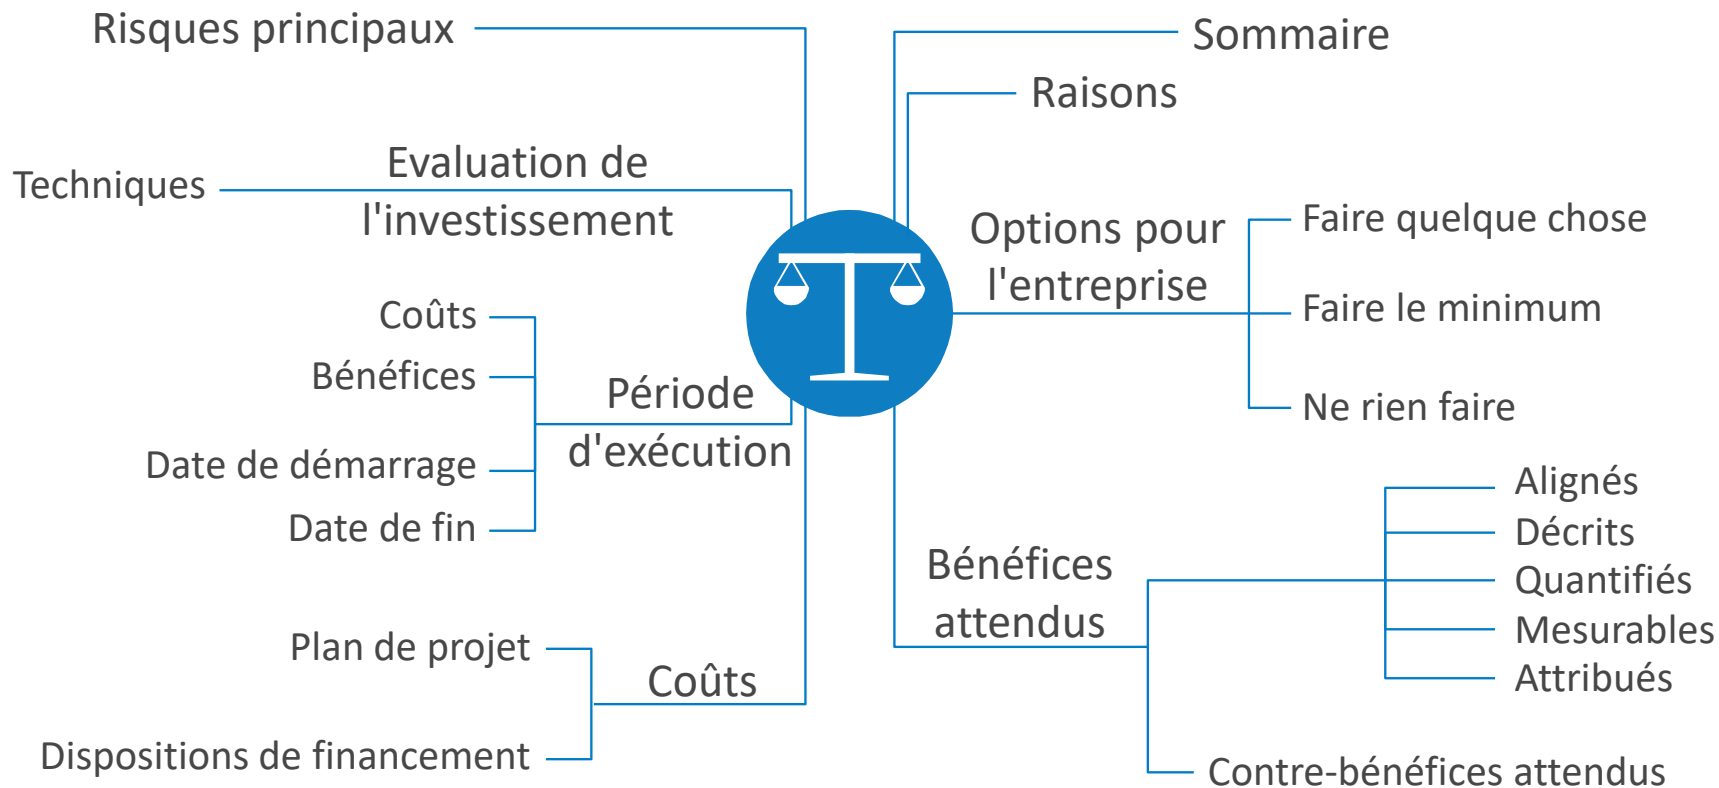 Risques principaux
Sommaire
Raisons
Techniques
Evaluation de
l'investissement
Options pour
l'entreprise
Faire quelque chose
Faire le minimum
Ne rien faire
Coûts
Bénéfices
Date de démarrage
Date de fin
Période
d'exécution
Bénéfices
attendus
Alignés
Décrits
Quantifiés
Mesurables
Attribués
Contre-bénéfices attendus
Plan de projet
Dispositions de financement
Coûts